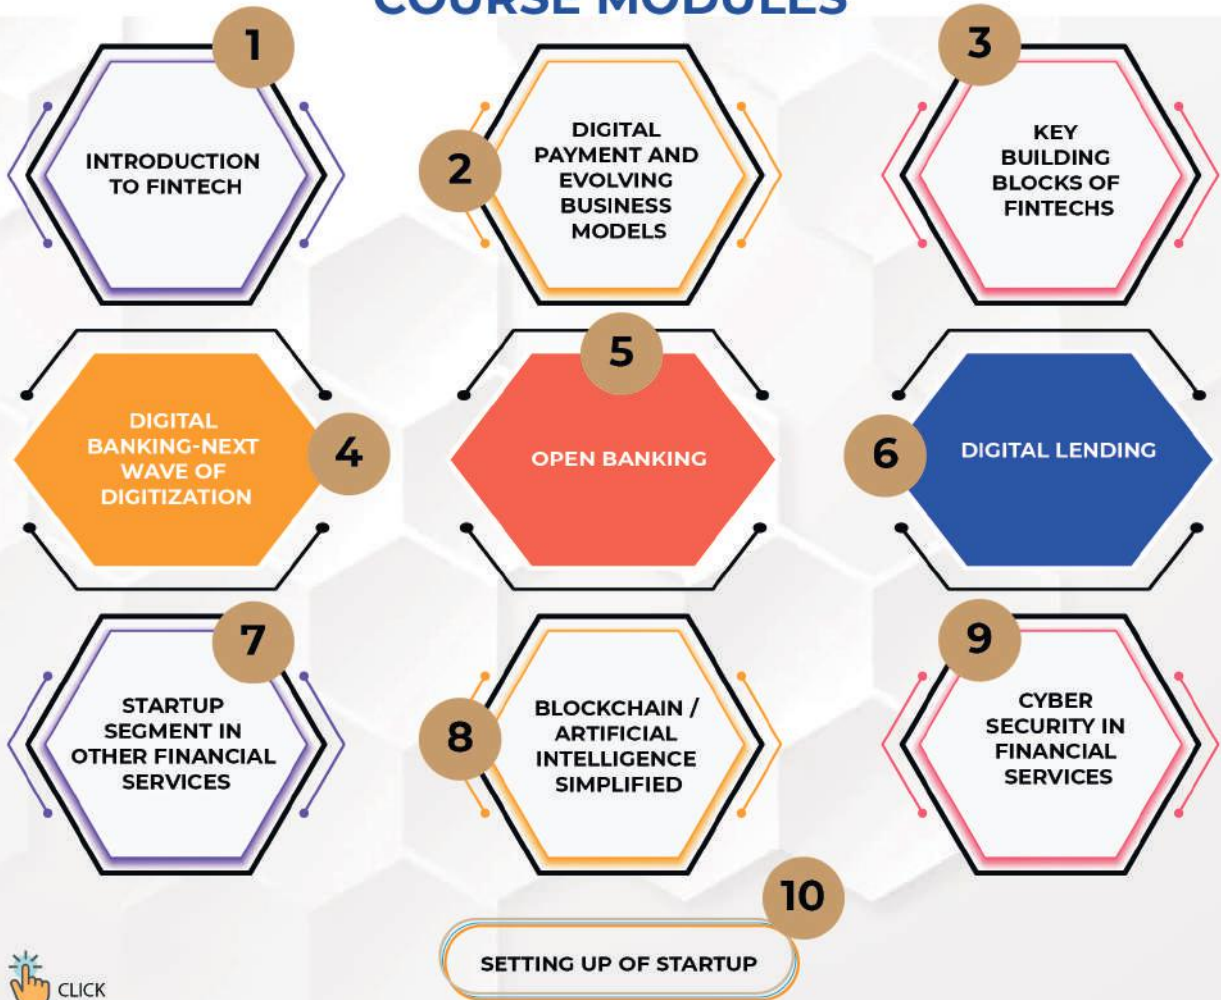 COURSE MODULES
1
INTRODUCTION
TO FINTECH
2
DIGITAL
PAYMENT AND
EVOLVING
BUSINESS
MODELS
3
KEY
BUILDING
BLOCKS OF
FINTECHS
4
DIGITAL
BANKING-NEXT
WAVE OF
DIGITIZATION
5
OPEN BANKING
6
DIGITAL LENDING
7
STARTUP
SEGMENT IN
OTHER FINANCIAL
SERVICES
8
BLOCKCHAIN /
ARTIFICIAL
INTELLIGENCE
SIMPLIFIED
9
CYBER
SECURITY IN
FINANCIAL
SERVICES
10
SETTING UP OF STARTUP
CLICK